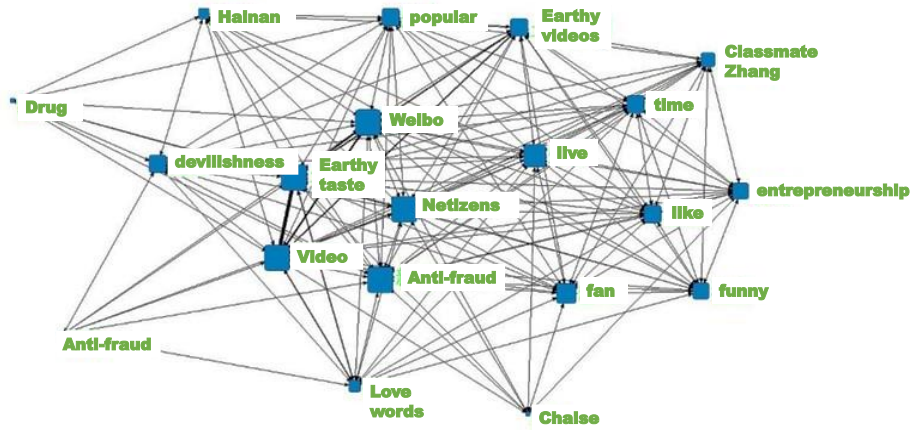 Hainan
popular
Earthy
videos
Classmate
Zhang
Drug
time
Weibo
live
devilishness
Earthy
taste
entrepreneurship
Netizens
like
Video
Anti-fraud
fan
funny
Anti-fraud
Love
words
Chaise